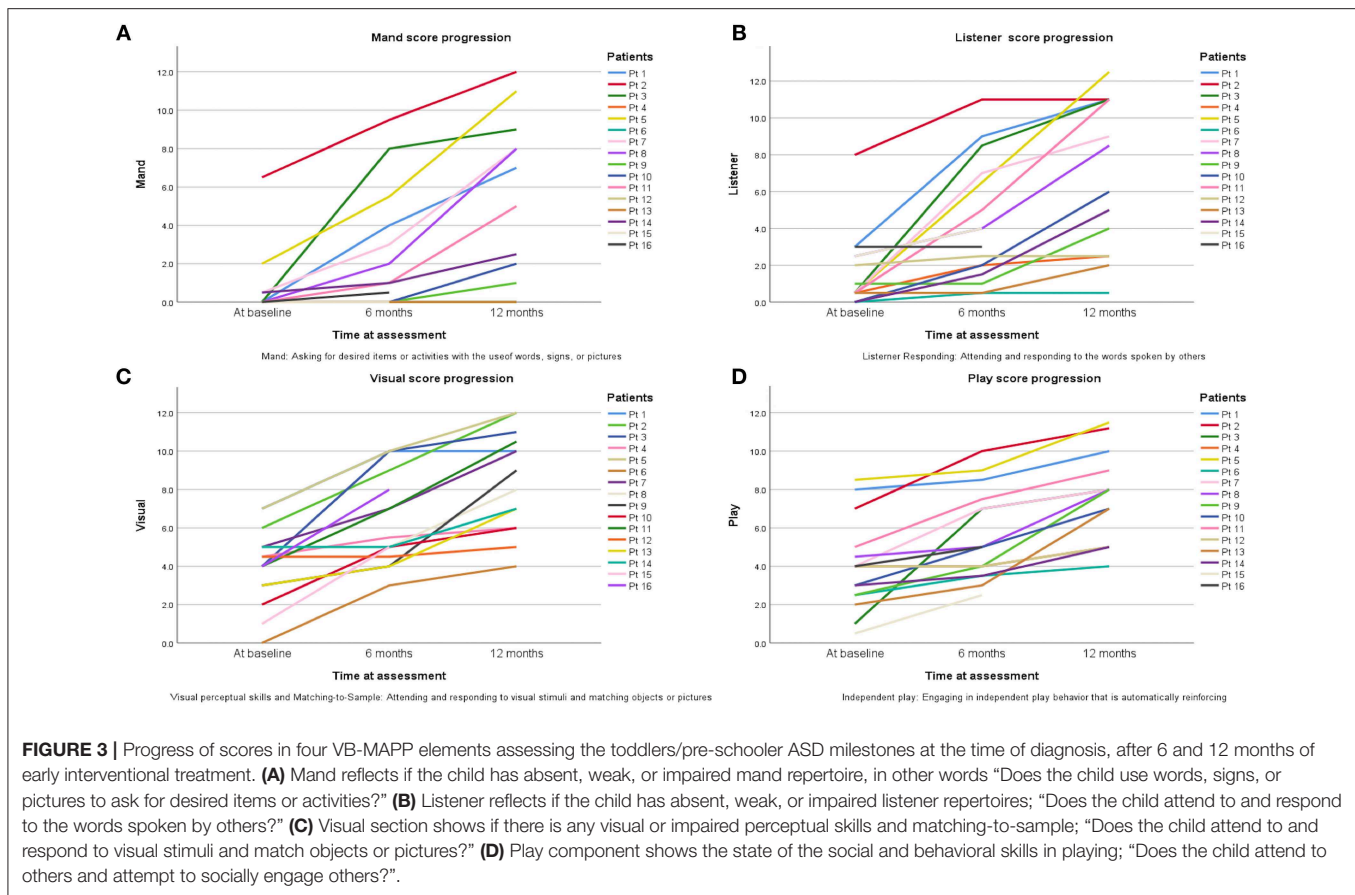 A
Mand score progression
Patients
Pt 1
Pt 2
Pt 3
Pt 4
Pt 5
Pt 6
Pt 7
Pt 8
Pt 9
Pt 10
Pt 11
Pt 12
Pt 13
Pt 14
Pt 15
Pt 16
Mand
12.0
10.0
8.0
6.0
4.0
2.0
0.0
At baseline
6 months
12 months
Time at assessment
Mand: Asking for desired items or activities with the useof words, signs, or pictures
B
Listener score progression
Patients
Pt 1
Pt 2
Pt 3
Pt 4
Pt 5
Pt 6
Pt 7
Pt 8
Pt 9
Pt 10
Pt 11
Pt 12
Pt 13
Pt 14
Pt 15
Pt 16
Listener
12.0
10.0
8.0
6.0
4.0
2.0
0.0
At baseline
6 months
12 months
Time at assessment
Listerner Responding: Attending and responding to the words spoken by others
C
Visual score progression
Patients
Pt 1
Pt 2
Pt 3
Pt 4
Pt 5
Pt 6
Pt 7
Pt 8
Pt 9
Pt 10
Pt 11
Pt 12
Pt 13
Pt 14
Pt 15
Pt 16
Visual
12.0
10.0
8.0
6.0
4.0
2.0
0.0
At baseline
6 months
12 months
Time at assessment
Visual perceptual skills and Matching-to-Sample: Attending and responding to visual stimuli and matching objects or pictures
D
Play score progression
Patients
Pt 1
Pt 2
Pt 3
Pt 4
Pt 5
Pt 6
Pt 7
Pt 8
Pt 9
Pt 10
Pt 11
Pt 12
Pt 13
Pt 14
Pt 15
Pt 16
Play
12.0
10.0
8.0
6.0
4.0
2.0
0.0
At baseline
6 months
12 months
Time at assessment
Independent play: Engaging in independent play behavior that is automatically reinforcing
FIGURE 3 | Progress of scores in four VB-MAPP elements assessing the toddlers/pre-schooler ASD milestones at the time of diagnosis, after 6 and 12 months of
early interventional treatment. (A) Mand reflects if the child has absent, weak, or impaired mand repertoire, in other words “Does the child use words, signs, or
pictures to ask for desired items or activities?” (B) Listener reflects if the child has absent, weak, or impaired listener repertoires; “Does the child attend to and respond
to the words spoken by others?” (C) Visual section shows if there is any visual or impaired perceptual skills and matching-to-sample; “Does the child attend to and
respond to visual stimuli and match objects or pictures?” (D) Play component shows the state of the social and behavioral skills in playing; “Does the child attend to
others and attempt to socially engage others?”.